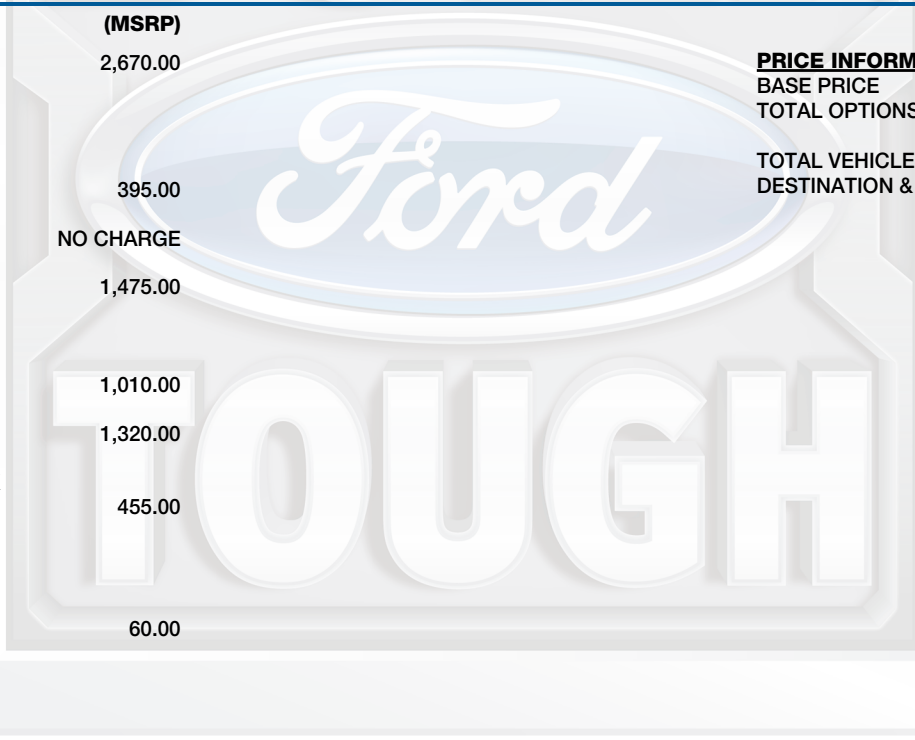 (MSRP)
2,670.00
395.00
NO CHARGE
1,475.00
1,010.00
1,320.00
455.00
60.00
PRICE INFORM
BASE PRICE
TOTAL OPTIONS
TOTAL VEHICLE
DESTINATION &
Ford
TOUGH